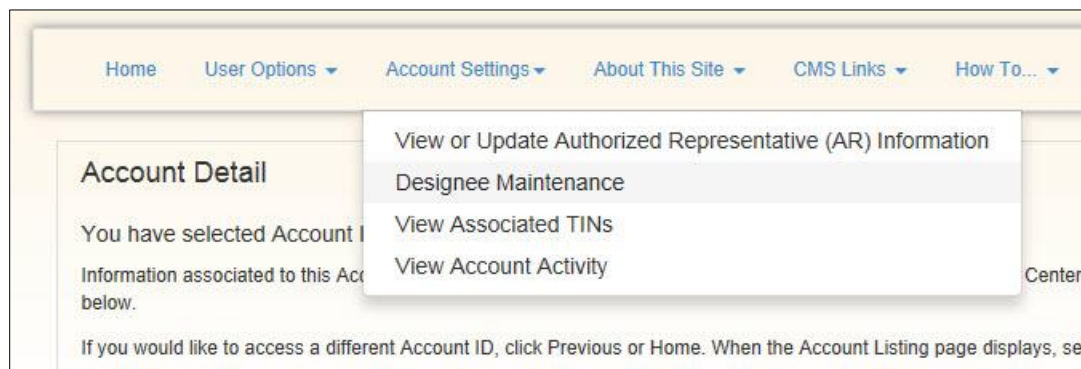 Home User Options Account Settings About This Site CMS Links How To...
View or Update Authorized Representative (AR) Information
Designee Maintenance
View Associated TINs
View Account Activity
Account Detail
You have selected Account
Information associated to this Center
below.
If you would like to access a different Account ID, click Previous or Home. When the Account Listing page displays,